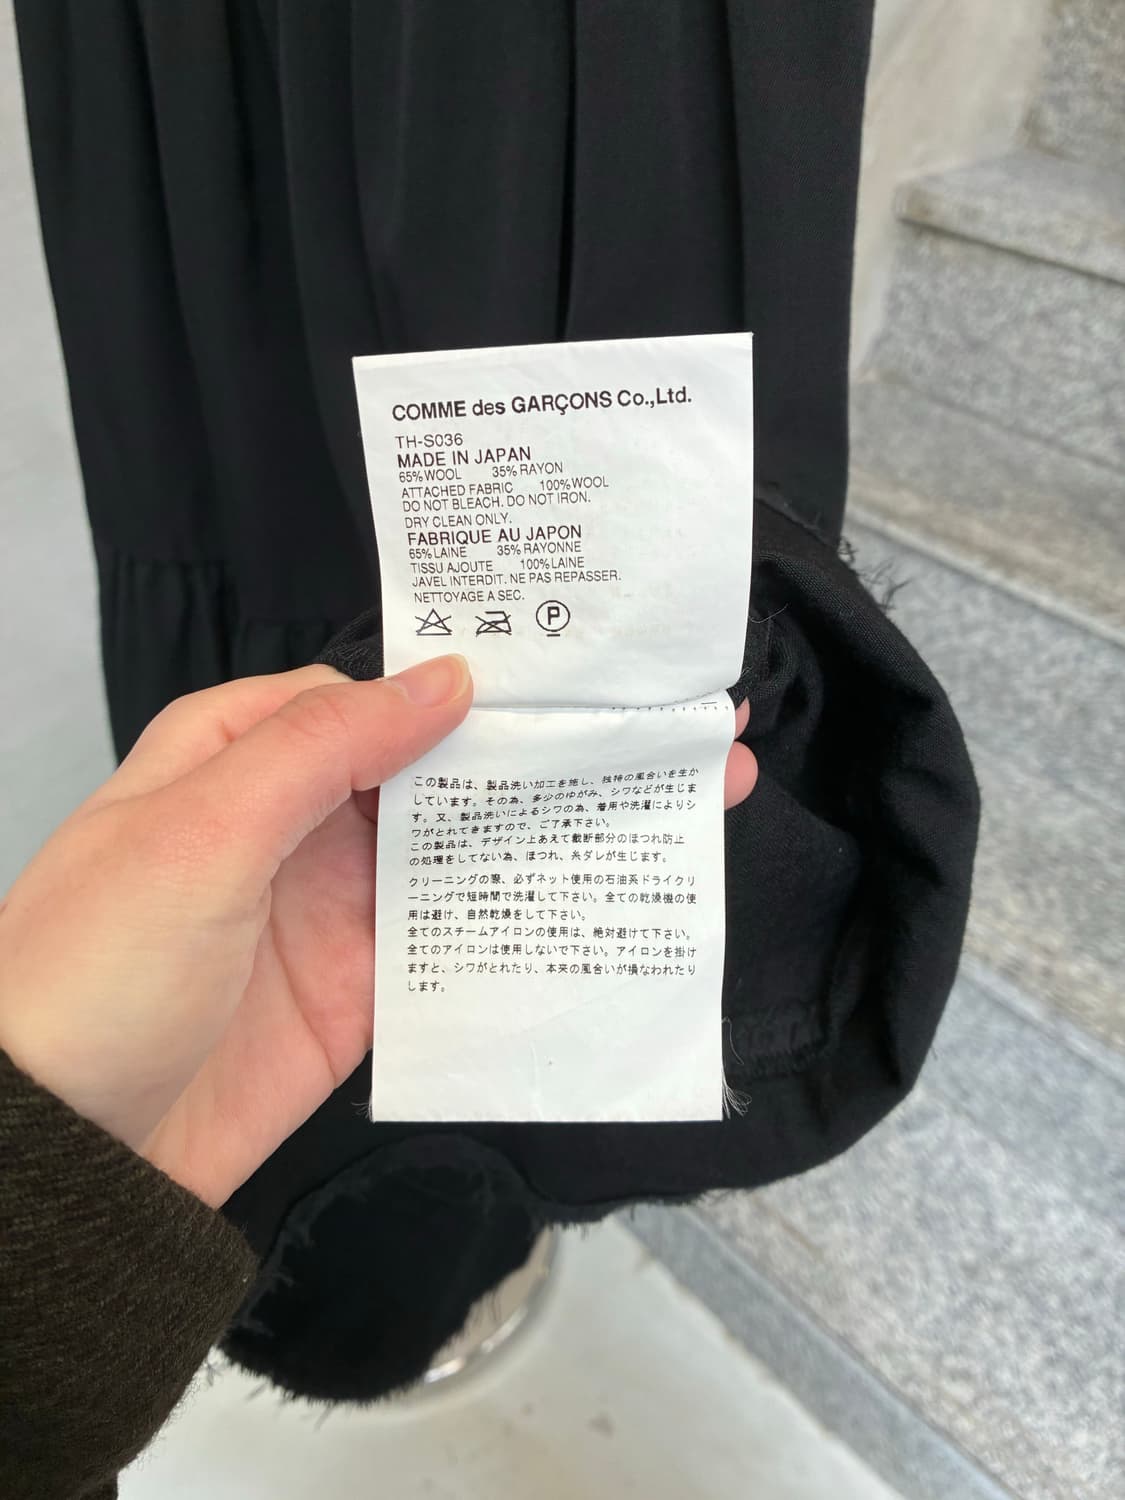 COMME des GARÇONS Co.,Ltd.
TH-S036
MADE IN JAPAN
65% WOOL 35% RAYON
ATTACHED FABRIC 100% WOOL
DO NOT BLEACH. DO NOT IRON.
DRY CLEAN ONLY.
FABRIQUE AU JAPON
65% LAINE 35% RAYONNE
TISSU AJOUTE 100% LAINE
JAVEL INTERDIT. NE PAS REPASSER.
NETTOYAGE A SEC.
P
この製品は、製品洗い加工を施し、独特の風合いを生か
しています。その為、多少のゆがみ、シワなどが生じま
す。又、製品洗いによるシワの為、着用や洗濯によりシ
ワがとれてきますので、ご了承下さい。
この製品は、デザイン上あえて裁断部分のほつれ防止
の処理をしてない為、ほつれ、糸ダレが生じます。
クリーニングの際、必ずネット使用の石油系ドライクリ
ーニングで短時間で洗濯して下さい。全ての乾燥機の使
用は避け、自然乾燥をして下さい。
全てのスチームアイロンの使用は、絶対避けて下さい。
全てのアイロンは使用しないで下さい。アイロンを掛け
ますと、シワがとれたり、本来の風合いが損なわれたり
します。